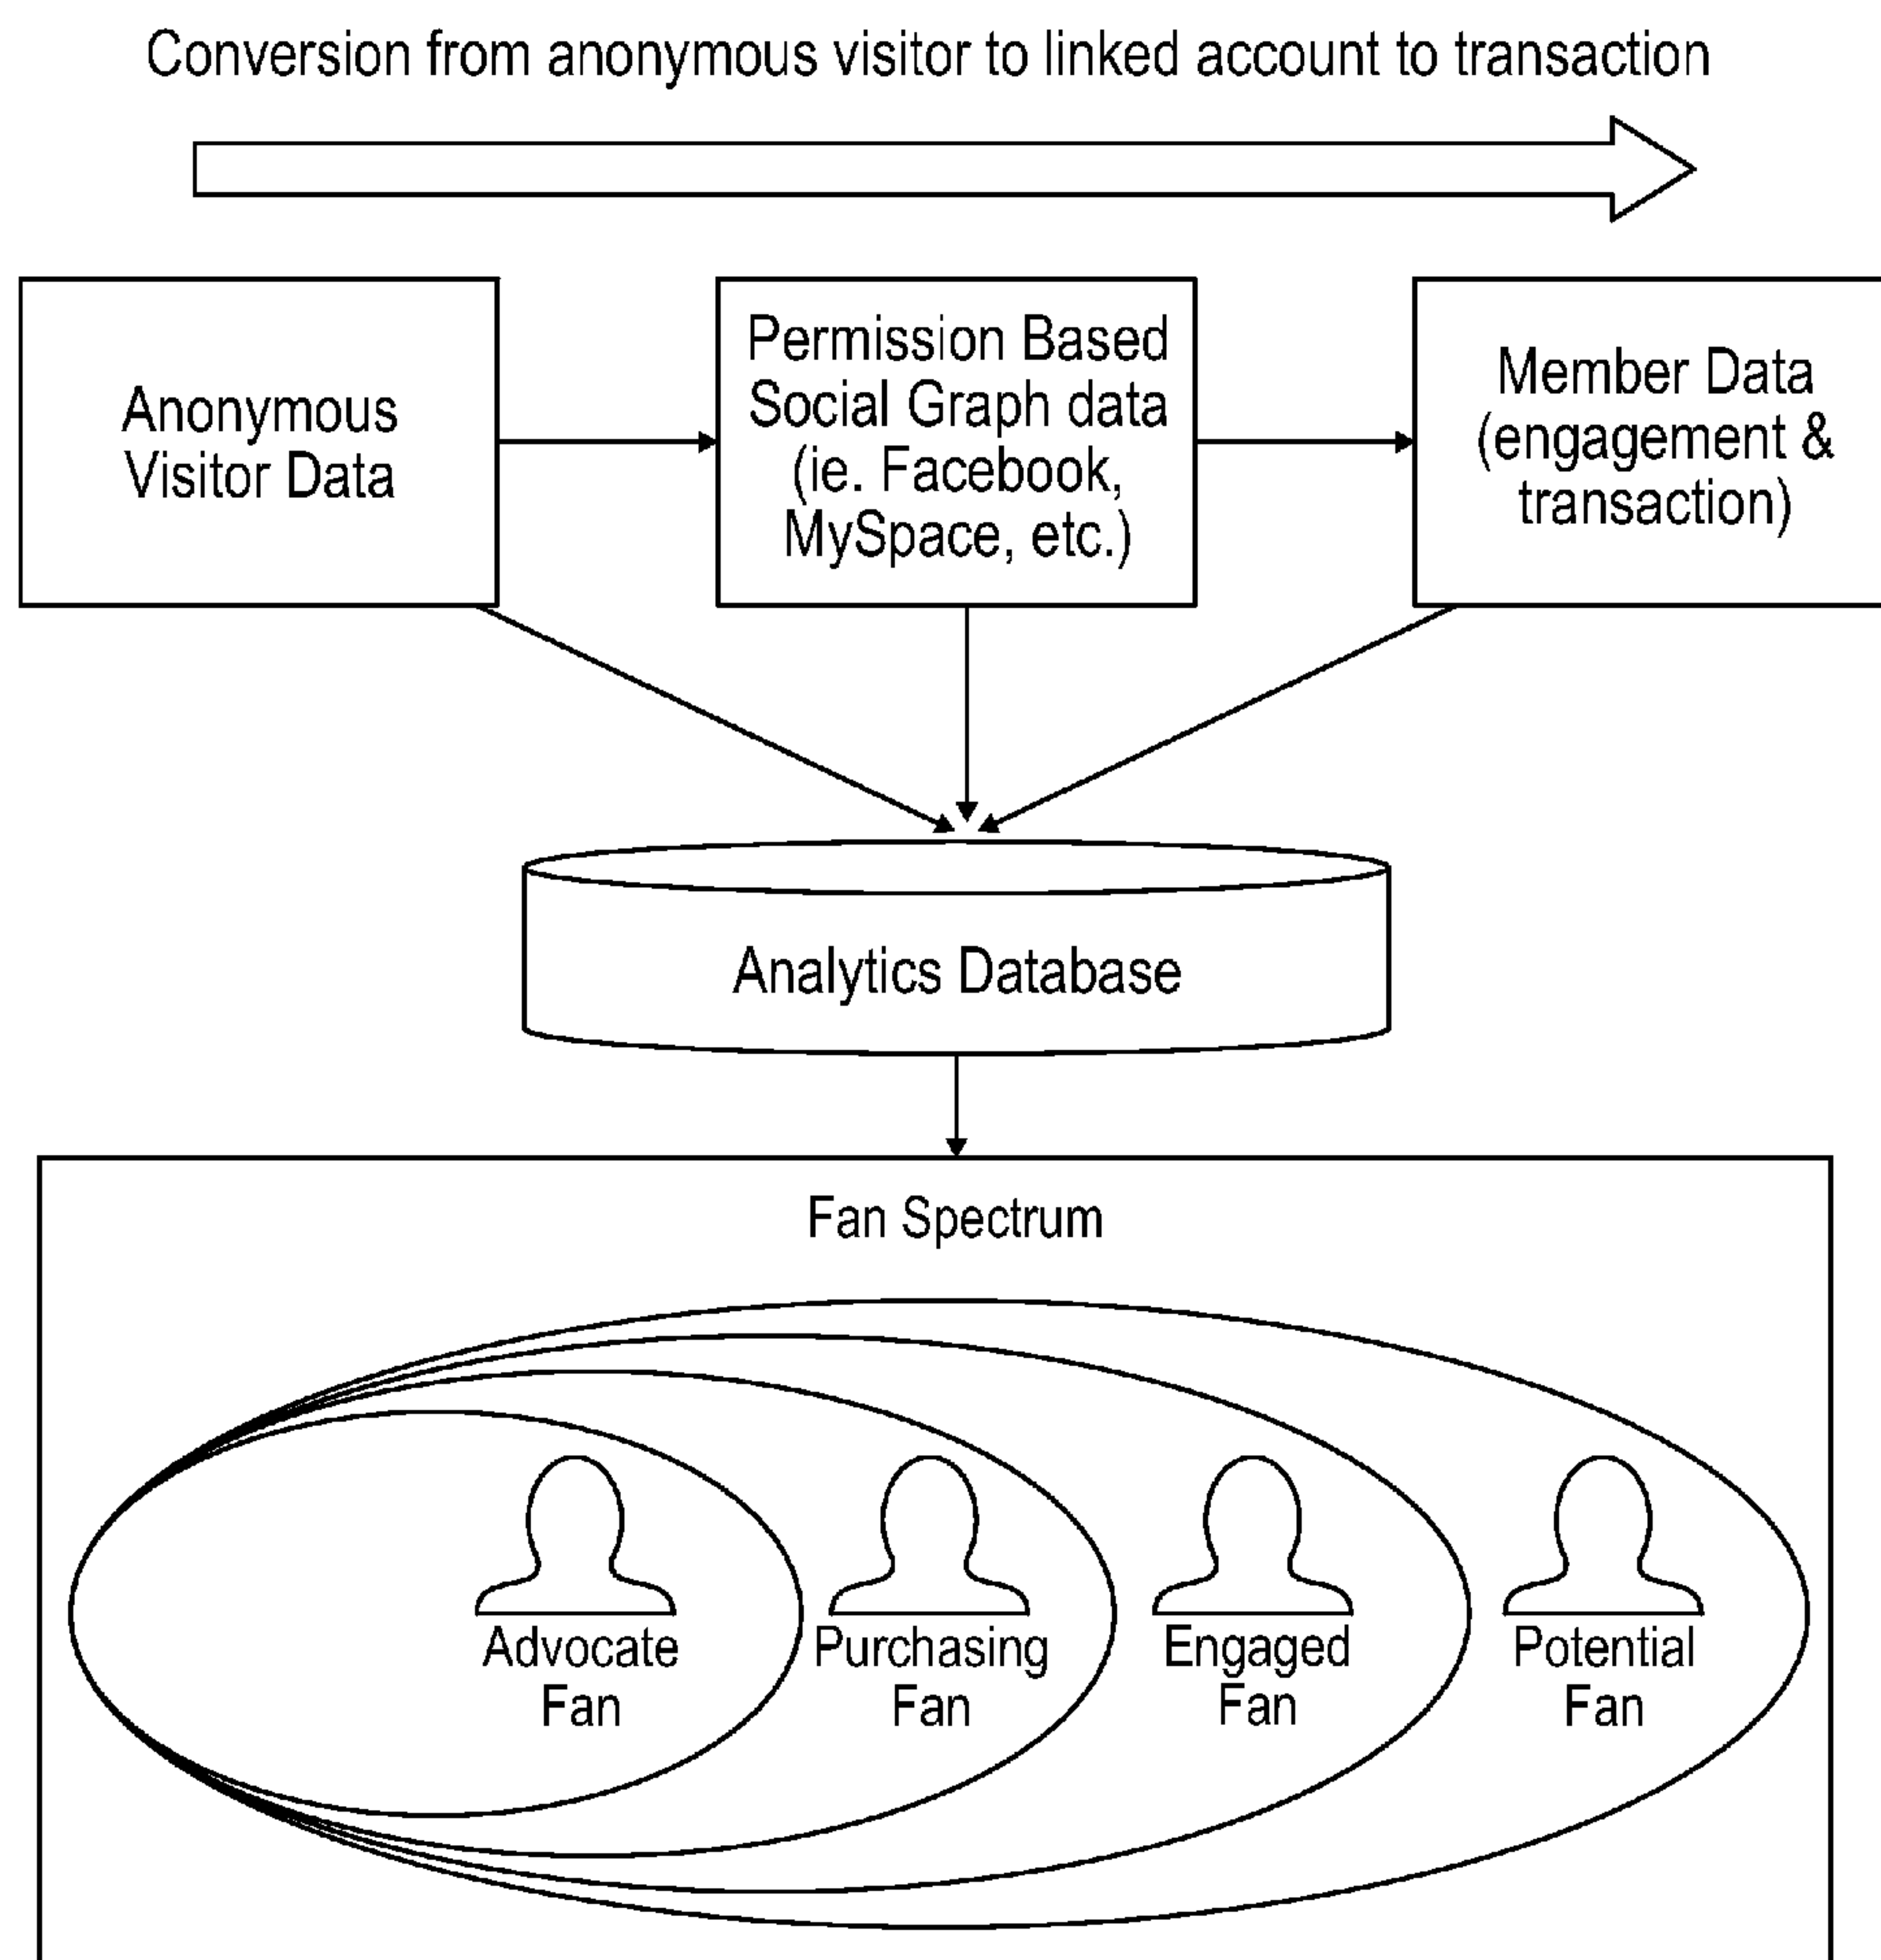 Conversion from anonymous visitor to linked account to transaction
Anonymous
Visitor Data
Permission Based
Social Graph data
(ie. Facebook,
MySpace, etc.)
Member Data
(engagement &
transaction)
Analytics Database
Fan Spectrum
Advocate
Fan
Purchasing
Fan
Engaged
Fan
Potential
Fan